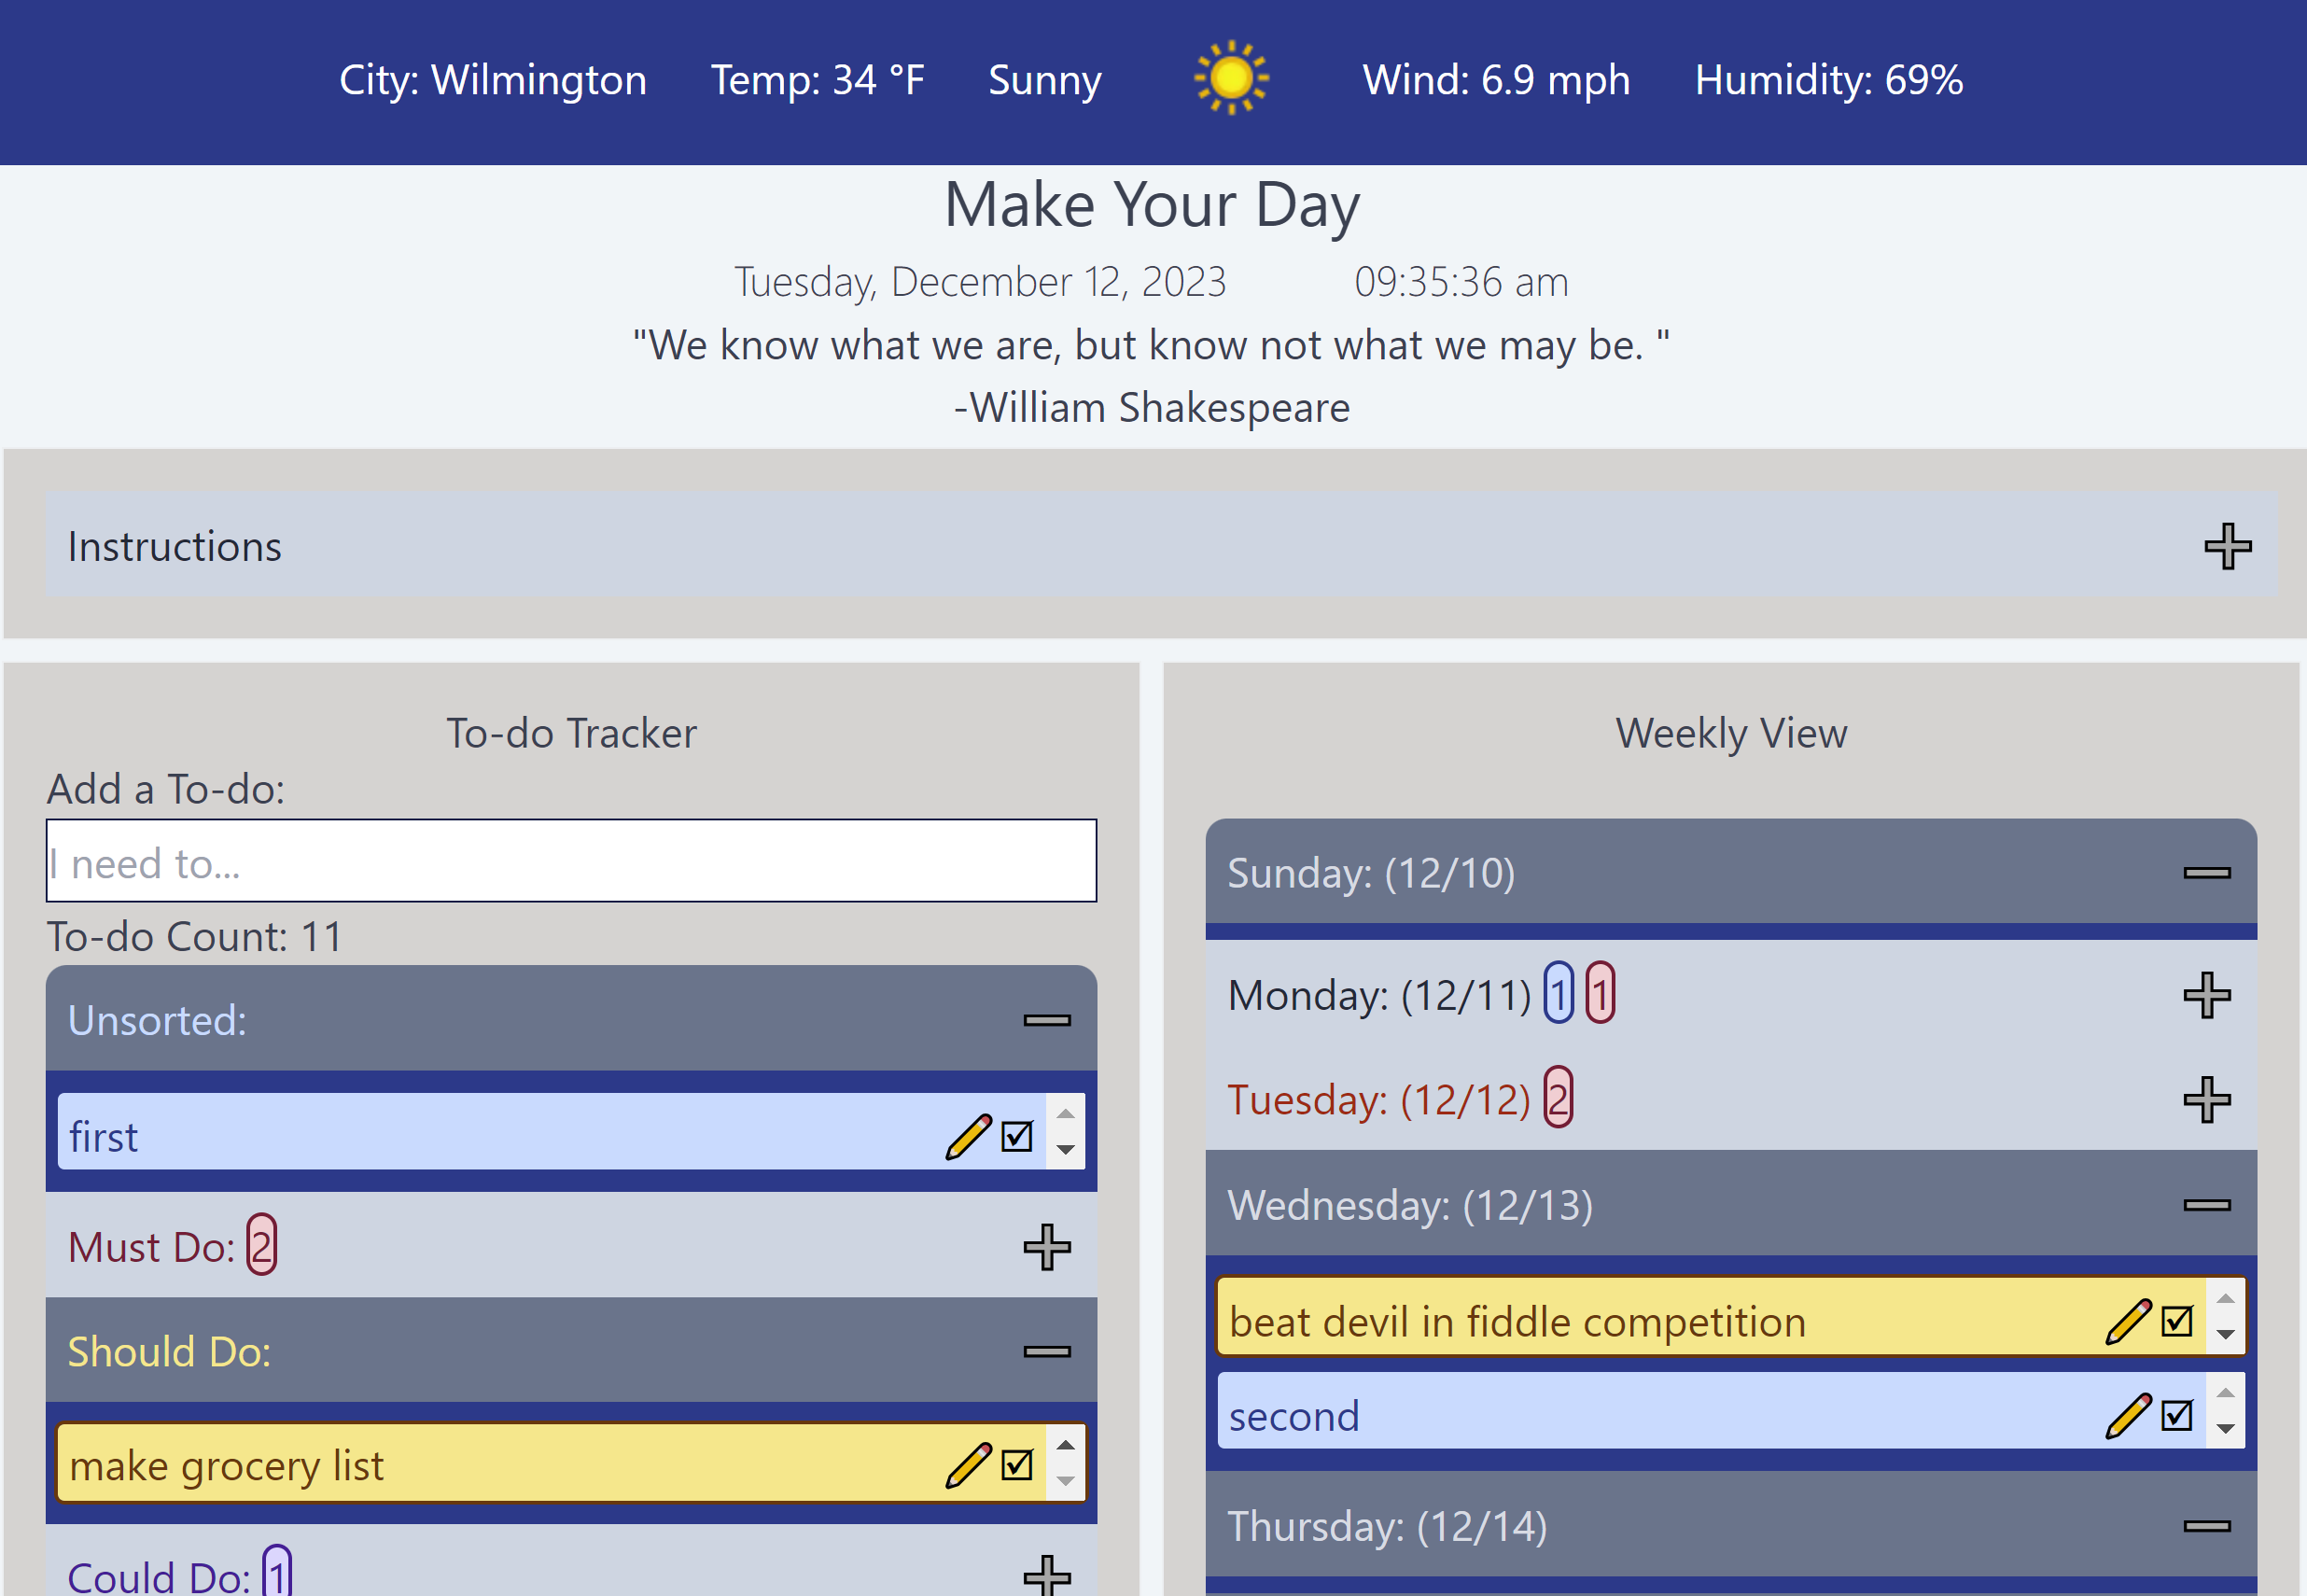 City: Wilmington Temp: 34 °F Sunny Wind: 6.9 mph Humidity: 69%
Make Your Day
Tuesday, December 12, 2023 09:35:36 am
"We know what we are, but know not what we may be. "
-William Shakespeare
Instructions
To-do Tracker
Add a To-do:
I need to...
To-do Count: 11
Unsorted:
first
Must Do: 2
Should Do:
make grocery list
Could Do: 1
Weekly View
Sunday: (12/10)
Monday: (12/11) 1 1
Tuesday: (12/12) 2
Wednesday: (12/13)
beat devil in fiddle competition
second
Thursday: (12/14)